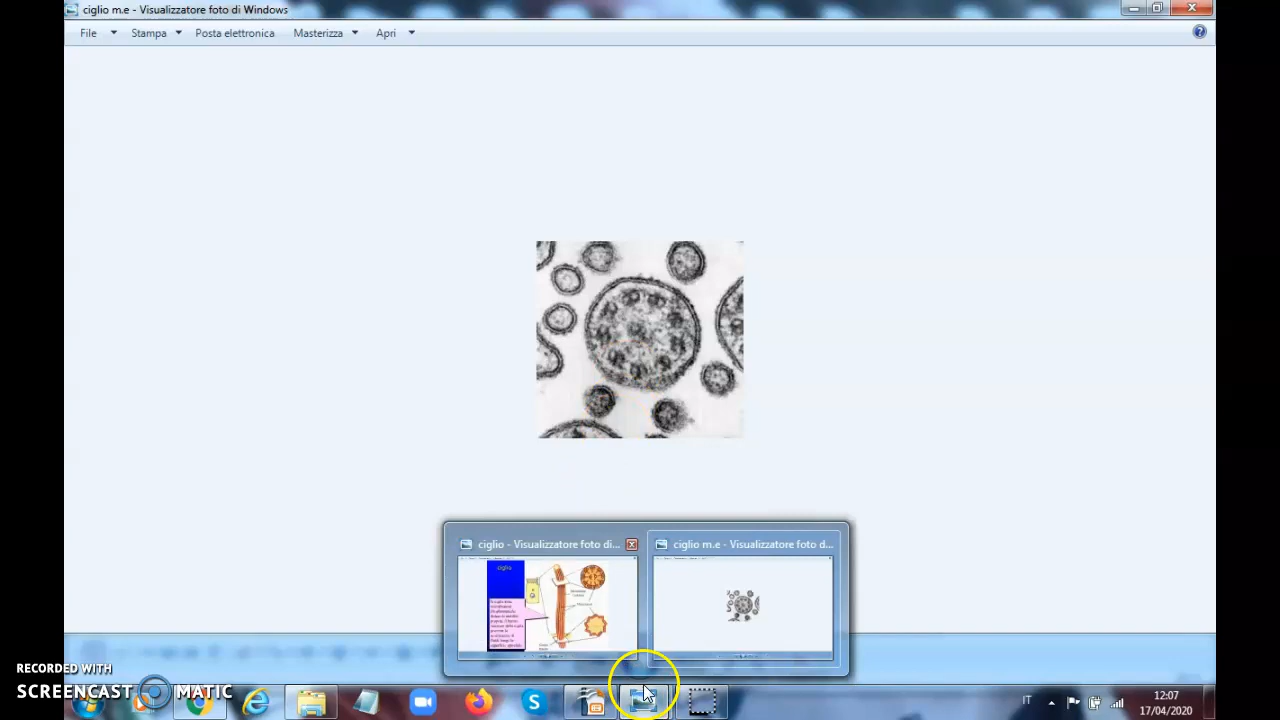 ciglio m.e - Visualizzatore foto di Windows
File Stampa Posta elettronica Masterizza Apri
ciglio - Visualizzatore foto di...
ciglio m.e - Visualizzatore foto d...
ciglio
RECORDED WITH
SCREENCAST MATIC
IT
12:07
17/04/2020